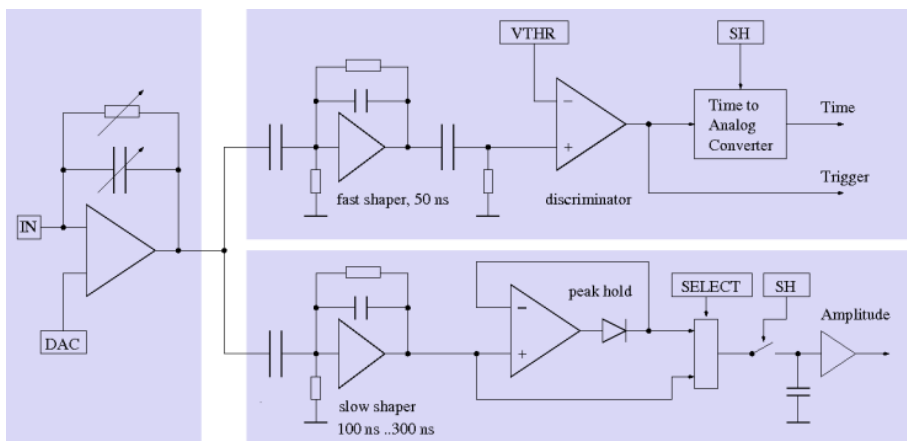 IN
DAC
VTHR
SH
−
+
fast shaper, 50 ns
discriminator
Time to
Analog
Converter
Time
Trigger
−
+
peak hold
SELECT
SH
Amplitude
slow shaper
100 ns ..300 ns